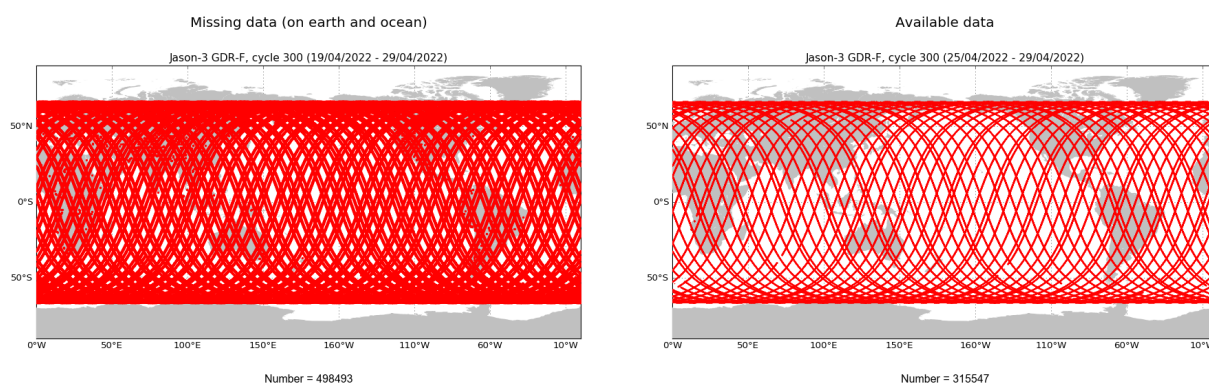 Missing data (on earth and ocean)
Jason-3 GDR-F, cycle 300 (19/04/2022 - 29/04/2022)
50°N
0°S
50°S
0°W 50°E 100°E 150°E 160°W 110°W 60°W 10°W
Number = 498493
Available data
Jason-3 GDR-F, cycle 300 (25/04/2022 - 29/04/2022)
50°N
0°S
50°S
0°W 50°E 100°E 150°E 160°W 110°W 60°W 10°W
Number = 315547